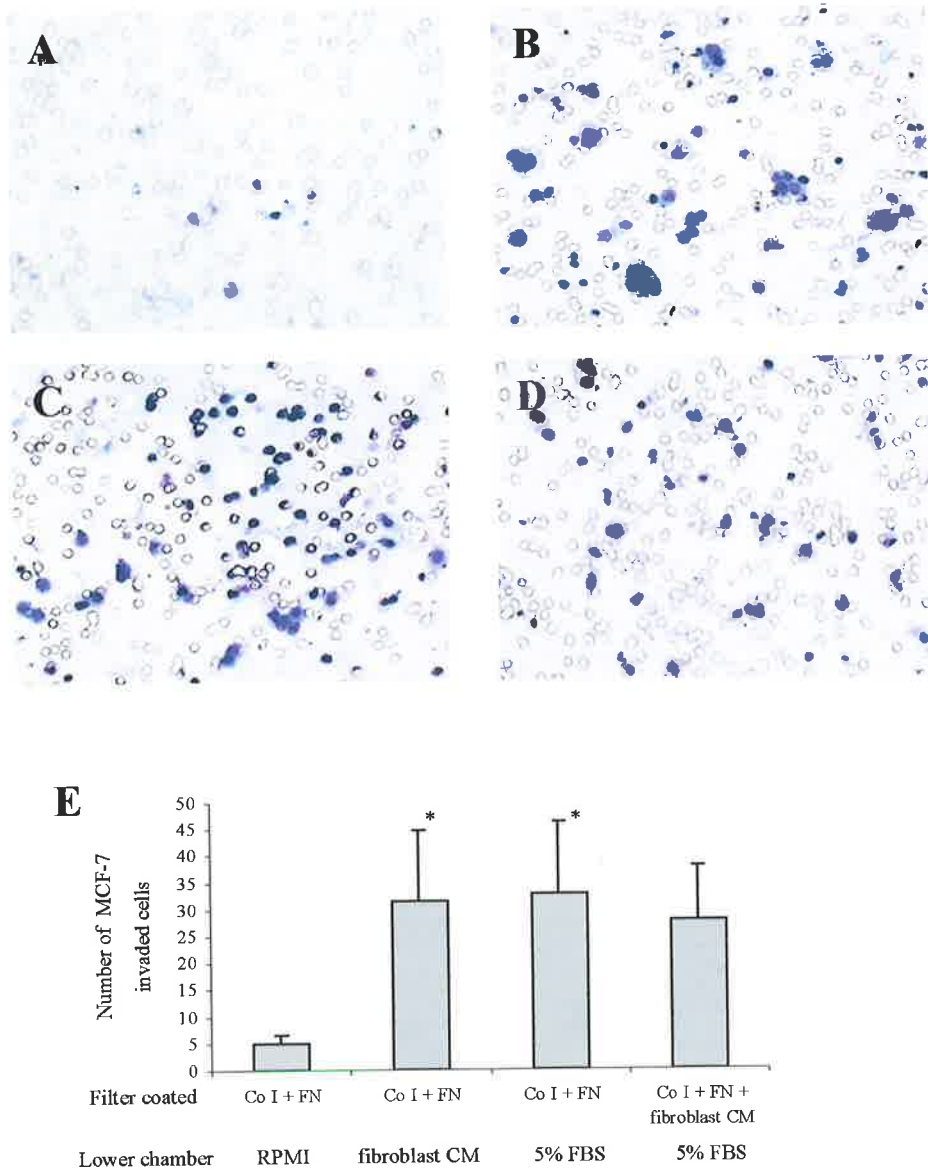 A
B
C
D
E
50
45
40
35
30
25
20
15
10
5
0
Number of MCF-7
invaded cells
*
*
Filter coated Co I + FN Co I + FN Co I + FN Co I + FN +
fibroblast CM
Lower chamber RPMI fibroblast CM 5% FBS 5% FBS